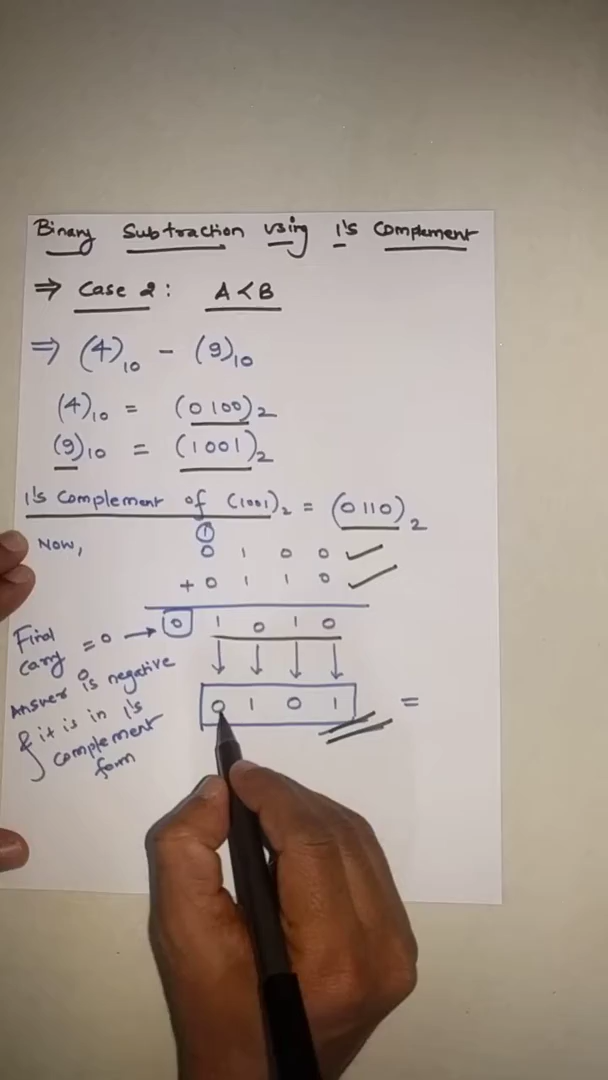 Binary Subtraction using 1's Complement
⇒ Case 2: A < B
⇒ (4)10 - (9)10
(4)10 = (0100)2
(9)10 = (1001)2
1's Complement of (1001)2 = (0110)2
Now,
1
0 1 0 0
+ 0 1 1 0
0 1 0 1 0
Final carry = 0 →
Answer is negative
& it is in 1's
complement
form
0 1 0 1 =